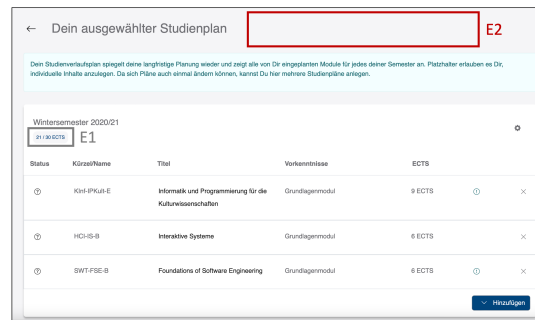 ← Dein ausgewählter Studienplan E2
Dein Studienverlaufsplan spiegelt deine langfristige Planung wieder und zeigt alle von Dir eingeplanten Module für jedes deiner Semester an. Platzhalter erlauben es Dir,
individuelle Inhalte anzulegen. Da sich Pläne auch einmal ändern können, kannst Du hier mehrere Studienpläne anlegen.
Wintersemester 2020/21
21 I 30 ECTS E1
Status Kürzel/Name Titel Vorkenntnisse ECTS
KInf-IPKult-E Informatik und Programmierung für die Grundlagenmodul 9 ECTS
Kulturwissenschaften
HCI-IS-B Interaktive Systeme Grundlagenmodul 6 ECTS
SWT-FSE-B Foundations of Software Engineering Grundlagenmodul 6 ECTS
Hinzufügen